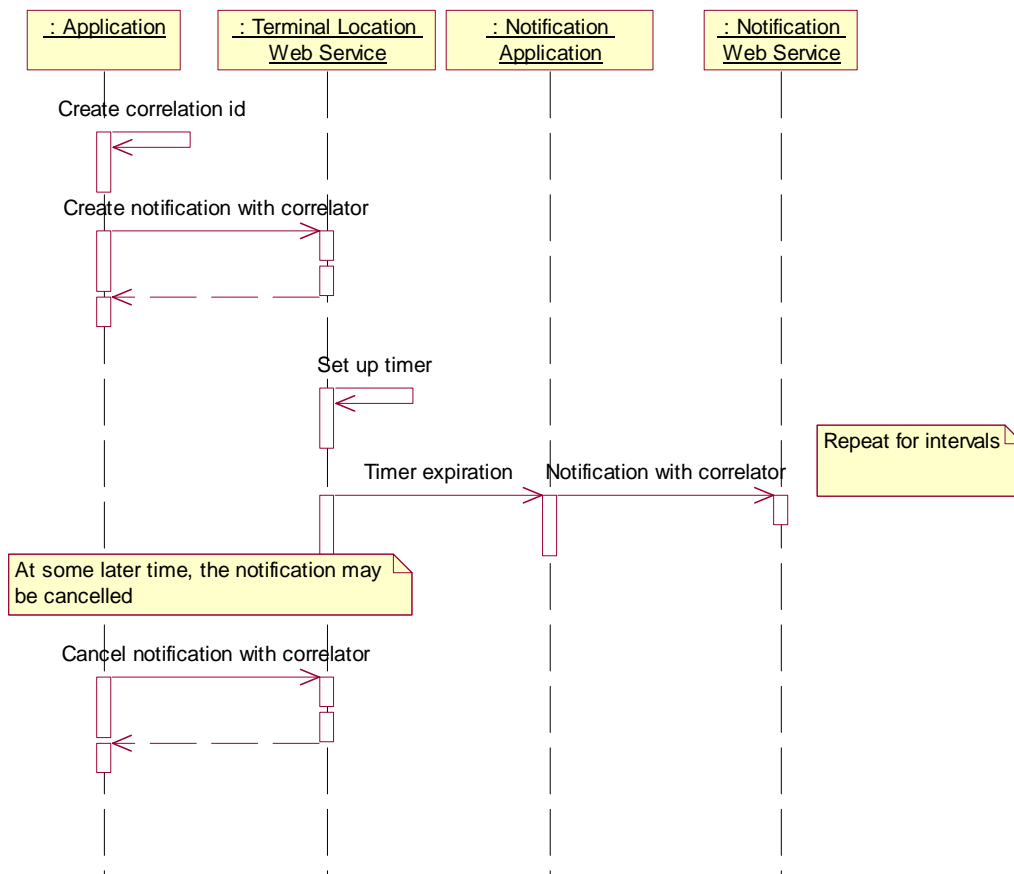 : Application
: Terminal Location
Web Service
: Notification
Application
: Notification
Web Service
Create correlation id
Create notification with correlator
Set up timer
Repeat for intervals
Timer expiration
Notification with correlator
At some later time, the notification may
be cancelled
Cancel notification with correlator